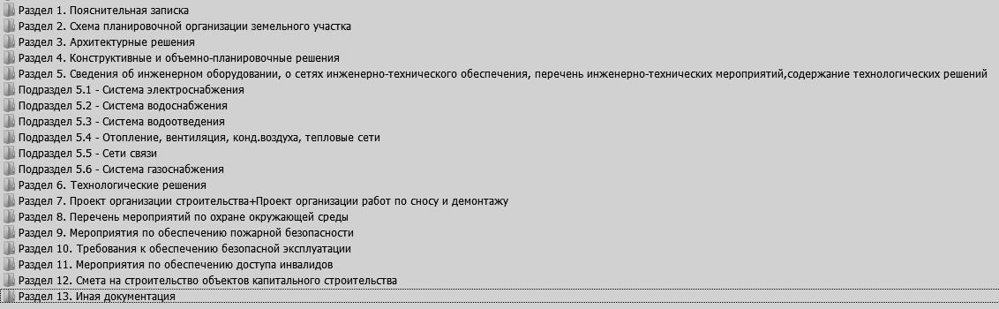 Раздел 1. Пояснительная записка
Раздел 2. Схема планировочной организации земельного участка
Раздел 3. Архитектурные решения
Раздел 4. Конструктивные и объемно-планировочные решения
Раздел 5. Сведения об инженерном оборудовании, о сетях инженерно-технического обеспечения, перечень инженерно-технических мероприятий,содержание технологических решений
Подраздел 5.1 - Система электроснабжения
Подраздел 5.2 - Система водоснабжения
Подраздел 5.3 - Система водоотведения
Подраздел 5.4 - Отопление, вентиляция, конд.воздуха, тепловые сети
Подраздел 5.5 - Сети связи
Подраздел 5.6 - Система газоснабжения
Раздел 6. Технологические решения
Раздел 7. Проект организации строительства+Проект организации работ по сносу и демонтажу
Раздел 8. Перечень мероприятий по охране окружающей среды
Раздел 9. Мероприятия по обеспечению пожарной безопасности
Раздел 10. Требования к обеспечению безопасной эксплуатации
Раздел 11. Мероприятия по обеспечению доступа инвалидов
Раздел 12. Смета на строительство объектов капитального строительства
Раздел 13. Иная документация